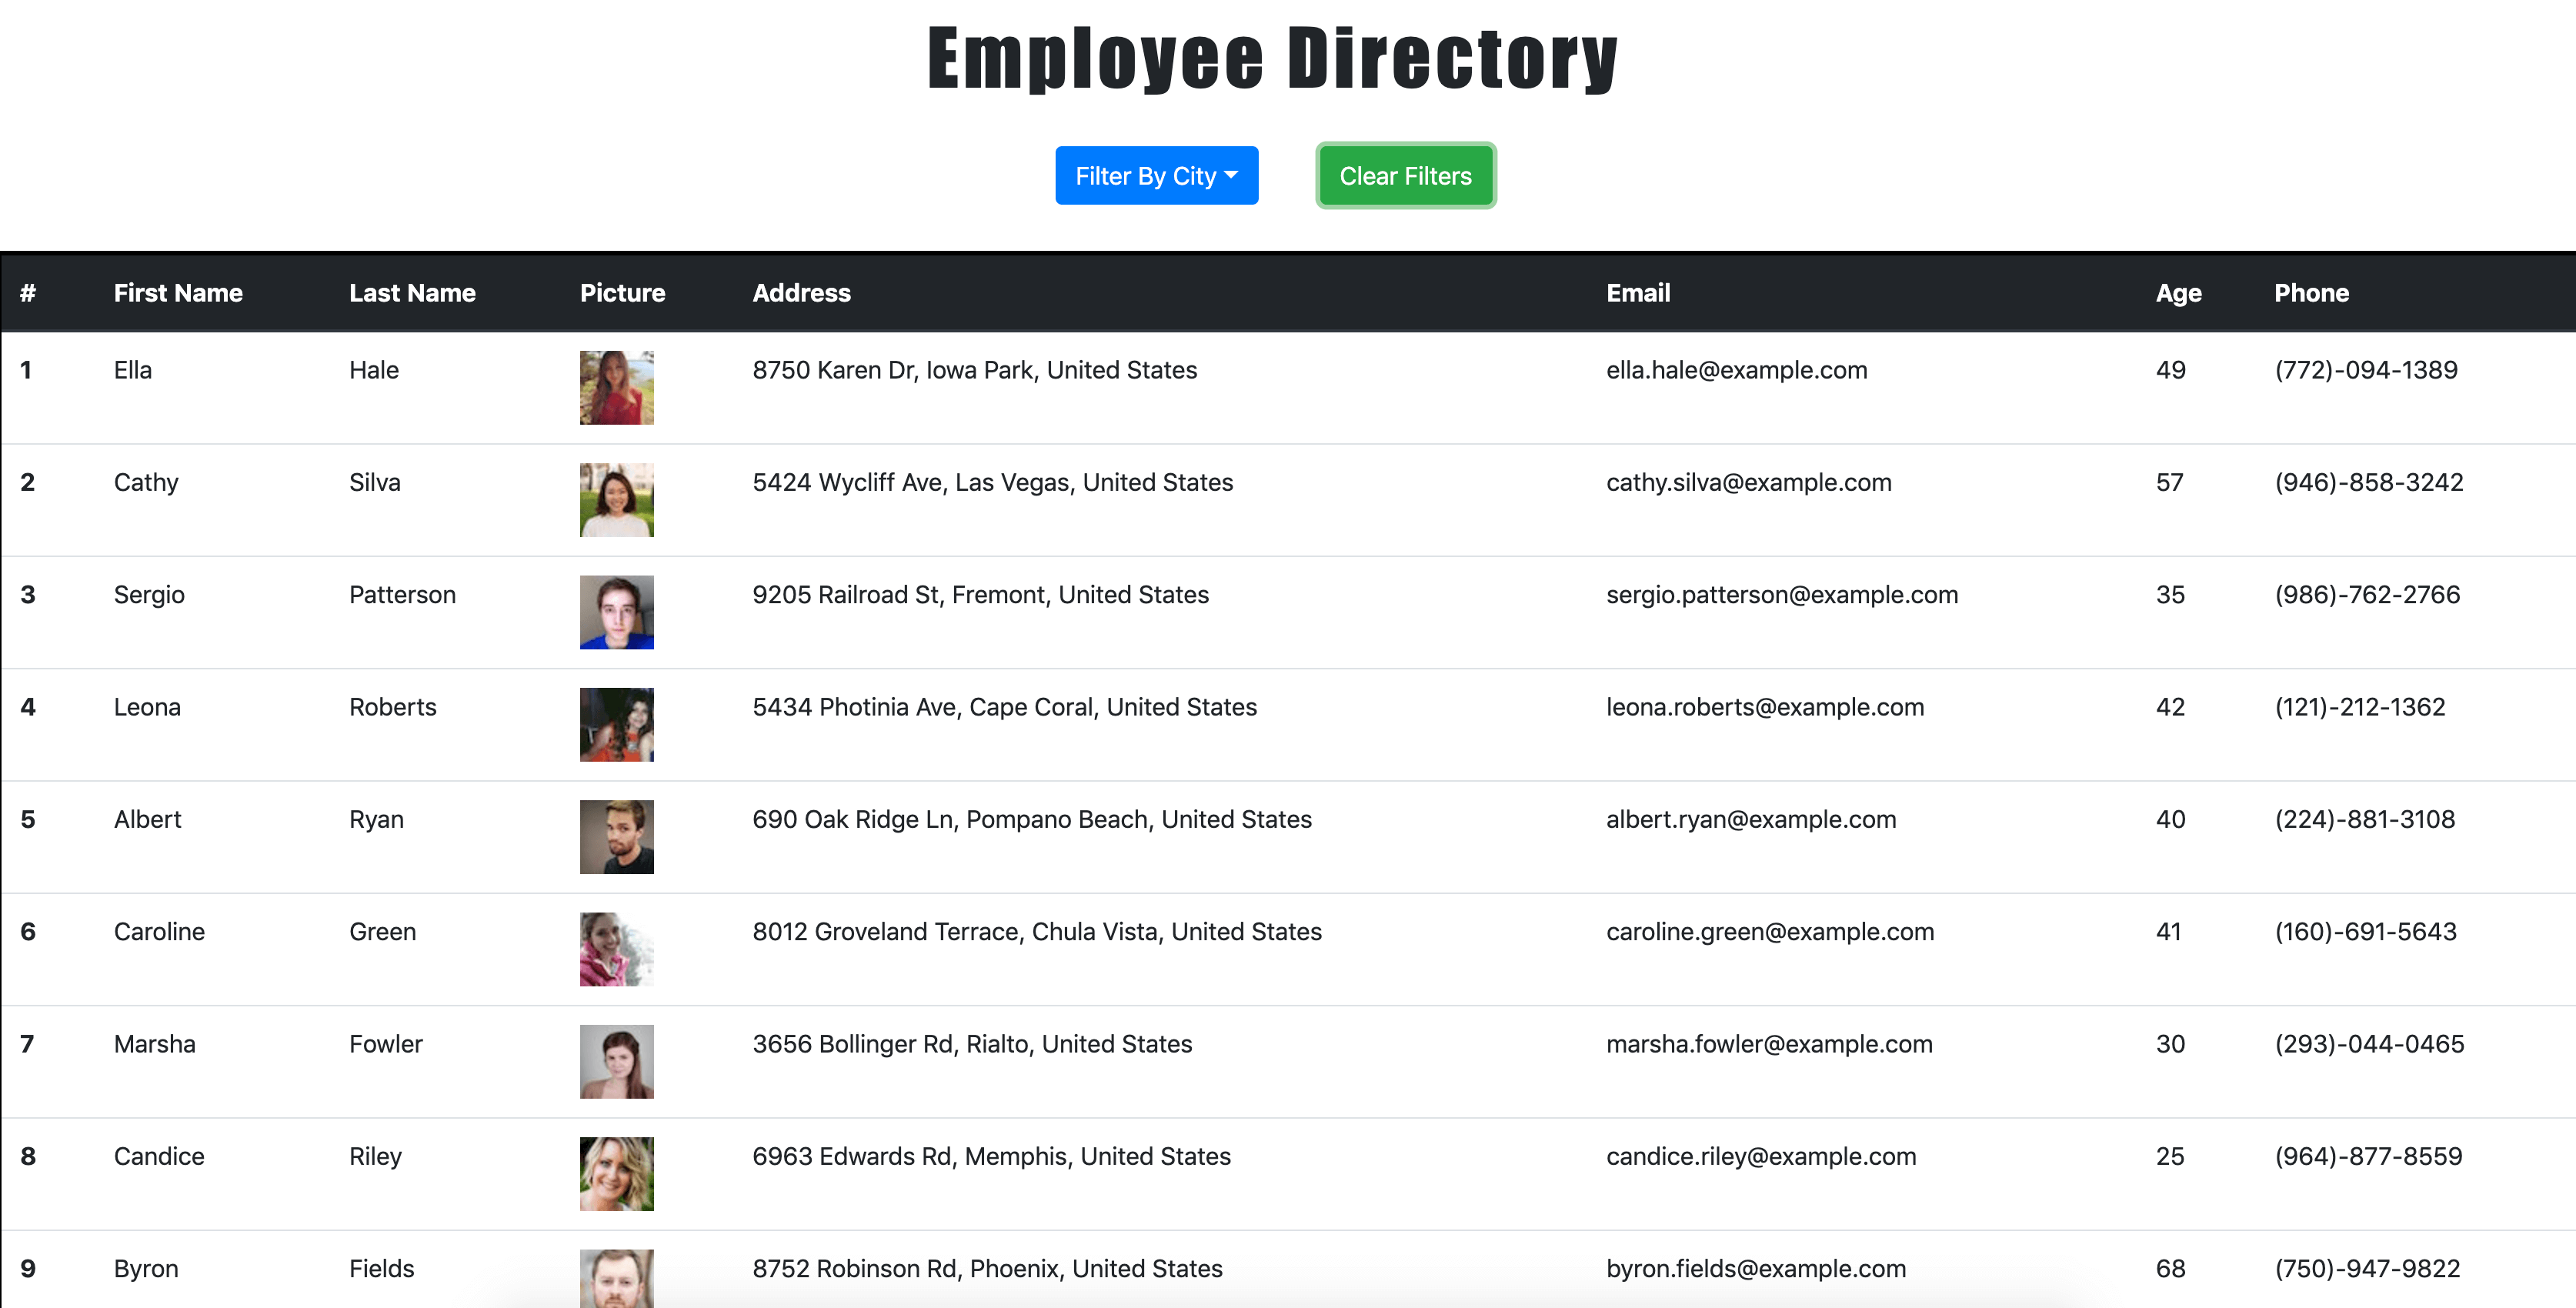 Employee Directory
Filter By City Clear Filters
# First Name Last Name Picture Address Email Age Phone
1 Ella Hale 8750 Karen Dr, Iowa Park, United States ella.hale@example.com 49 (772)-094-1389
2 Cathy Silva 5424 Wycliff Ave, Las Vegas, United States cathy.silva@example.com 57 (946)-858-3242
3 Sergio Patterson 9205 Railroad St, Fremont, United States sergio.patterson@example.com 35 (986)-762-2766
4 Leona Roberts 5434 Photinia Ave, Cape Coral, United States leona.roberts@example.com 42 (121)-212-1362
5 Albert Ryan 690 Oak Ridge Ln, Pompano Beach, United States albert.ryan@example.com 40 (224)-881-3108
6 Caroline Green 8012 Groveland Terrace, Chula Vista, United States caroline.green@example.com 41 (160)-691-5643
7 Marsha Fowler 3656 Bollinger Rd, Rialto, United States marsha.fowler@example.com 30 (293)-044-0465
8 Candice Riley 6963 Edwards Rd, Memphis, United States candice.riley@example.com 25 (964)-877-8559
9 Byron Fields 8752 Robinson Rd, Phoenix, United States byron.fields@example.com 68 (750)-947-9822